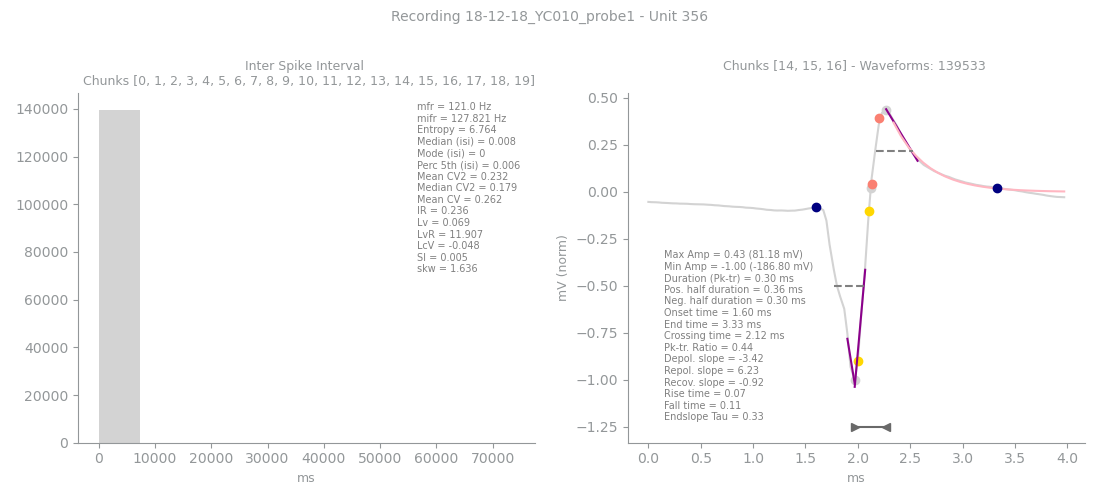 Recording 18-12-18_YC010_probe1 - Unit 356
Inter Spike Interval
Chunks [0, 1, 2, 3, 4, 5, 6, 7, 8, 9, 10, 11, 12, 13, 14, 15, 16, 17, 18, 19]
140000
120000
100000
80000
60000
40000
20000
0
mfr = 121.0 Hz
mifr = 127.821 Hz
Entropy = 6.764
Median (isi) = 0.008
Mode (isi) = 0
Perc 5th (isi) = 0.006
Mean CV2 = 0.232
Median CV2 = 0.179
Mean CV = 0.262
IR = 0.236
Lv = 0.069
LvR = 11.907
LcV = -0.048
SI = 0.005
skw = 1.636
0 10000 20000 30000 40000 50000 60000 70000
ms
Chunks [14, 15, 16] - Waveforms: 139533
mV (norm)
0.50
0.25
0.00
−0.25
−0.50
−0.75
−1.00
−1.25
Max Amp = 0.43 (81.18 mV)
Min Amp = -1.00 (-186.80 mV)
Duration (Pk-tr) = 0.30 ms
Pos. half duration = 0.36 ms
Neg. half duration = 0.30 ms
Onset time = 1.60 ms
End time = 3.33 ms
Crossing time = 2.12 ms
Pk-tr. Ratio = 0.44
Depol. slope = -3.42
Repol. slope = 6.23
Recov. slope = -0.92
Rise time = 0.07
Fall time = 0.11
Endslope Tau = 0.33
0.0 0.5 1.0 1.5 2.0 2.5 3.0 3.5 4.0
ms